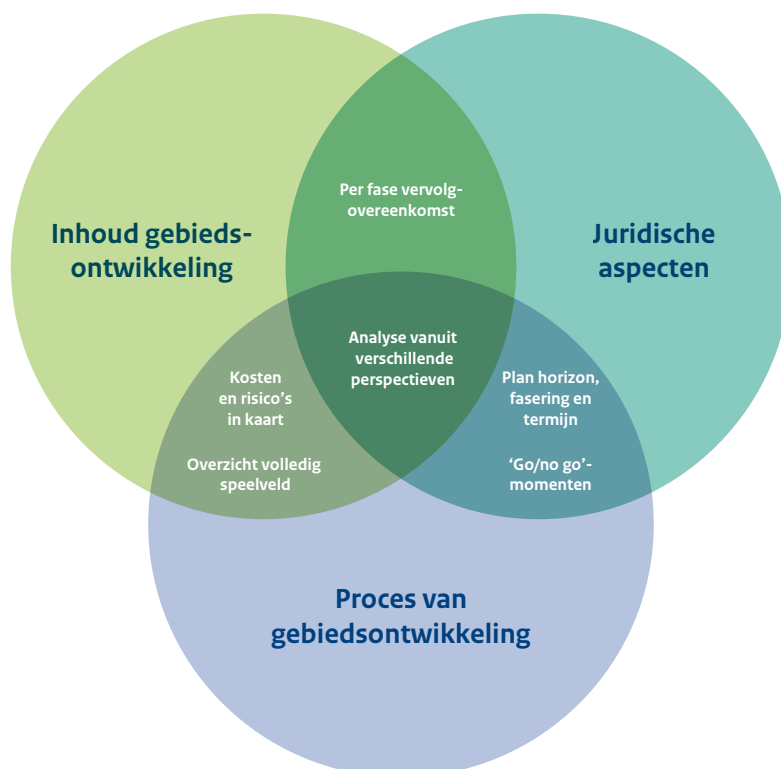 Per fase vervolg-
overeenkomst
Inhoud gebieds-
ontwikkeling
Juridische
aspecten
Analyse vanuit
verschillende
perspectieven
Kosten
en risico’s
in kaart
Overzicht volledig
speelveld
Plan horizon,
fasering en
termijn
‘Go/no go’-
momenten
Proces van
gebiedsontwikkeling